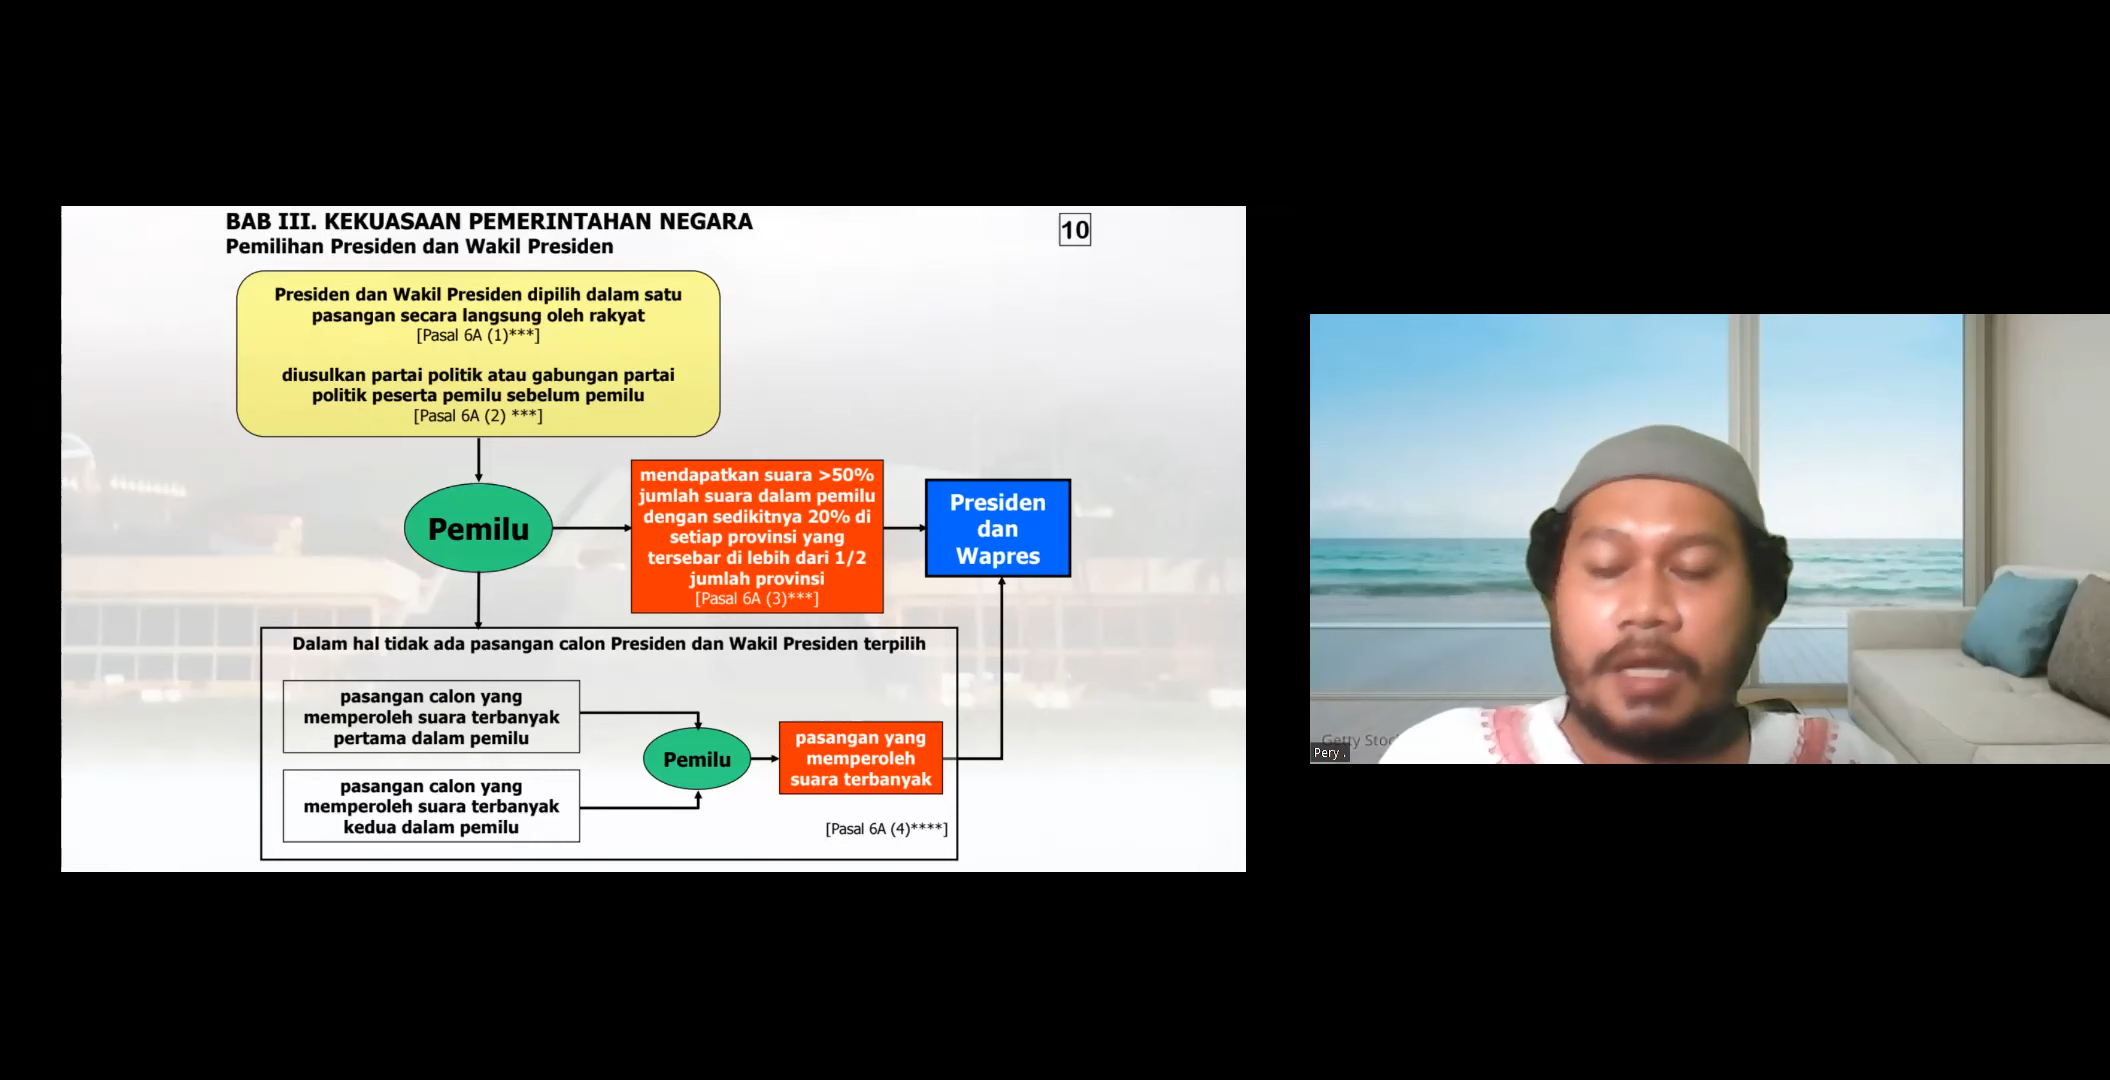 BAB III. KEKUASAAN PEMERINTAHAN NEGARA
Pemilihan Presiden dan Wakil Presiden
10
Presiden dan Wakil Presiden dipilih dalam satu
pasangan secara langsung oleh rakyat
[Pasal 6A (1)***]
diusulkan partai politik atau gabungan partai
politik peserta pemilu sebelum pemilu
[Pasal 6A (2) ***]
Pemilu
mendapatkan suara >50%
jumlah suara dalam pemilu
dengan sedikitnya 20% di
setiap provinsi yang
tersebar di lebih dari 1/2
jumlah provinsi
[Pasal 6A (3)***]
Presiden
dan
Wapres
Dalam hal tidak ada pasangan calon Presiden dan Wakil Presiden terpilih
pasangan calon yang
memperoleh suara terbanyak
pertama dalam pemilu
pasangan calon yang
memperoleh suara terbanyak
kedua dalam pemilu
Pemilu
pasangan yang
memperoleh
suara terbanyak
[Pasal 6A (4)****]
Getty Stoc
Pery .